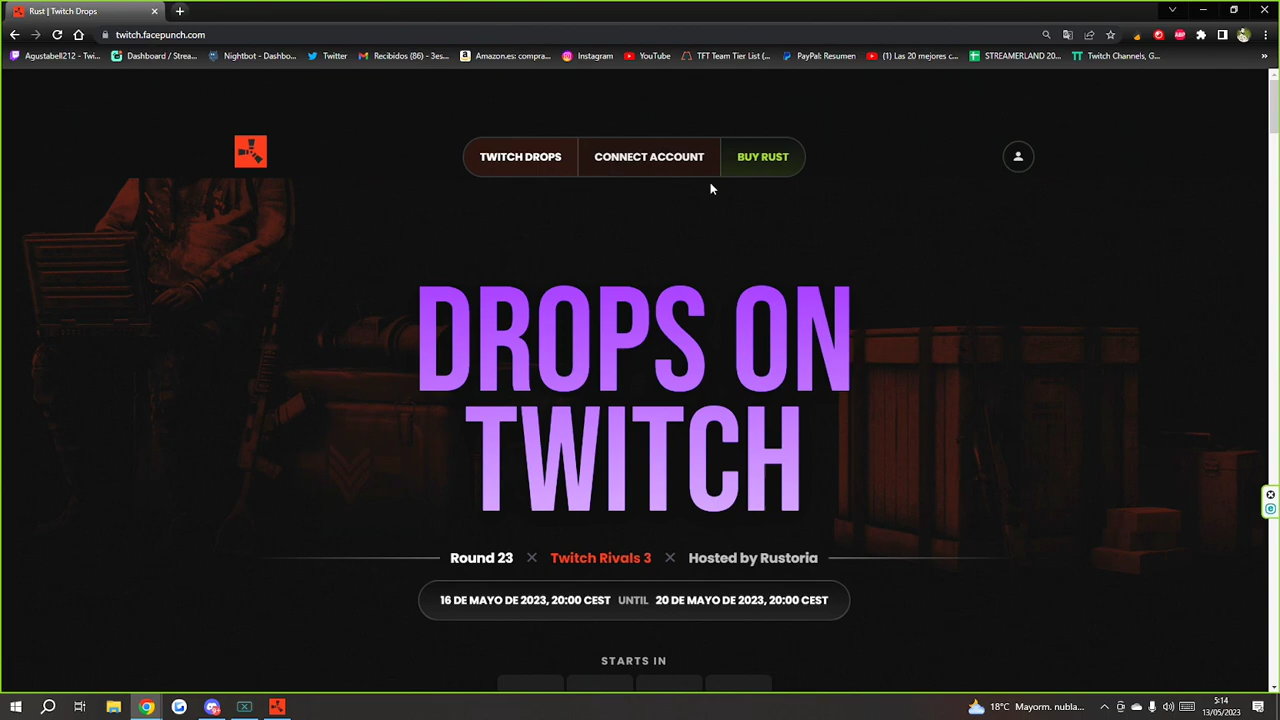 Rust | Twitch Drops
twitch.facepunch.com
Agustabell212 - Twi...
Dashboard / Strea...
Nightbot - Dashbo...
Twitter
Recibidos (86) - 3es...
Amazon.es: compra...
Instagram
YouTube
TFT Team Tier List (...
PayPal: Resumen
(1) Las 20 mejores c...
STREAMERLAND 20...
Twitch Channels, G...
»
TWITCH DROPS
CONNECT ACCOUNT
BUY RUST
DROPS ON
TWITCH
Round 23 × Twitch Rivals 3 × Hosted by Rustoria
16 DE MAYO DE 2023, 20:00 CEST UNTIL 20 DE MAYO DE 2023, 20:00 CEST
STARTS IN
18°C Mayorm. nubla...
5:14
13/05/2023